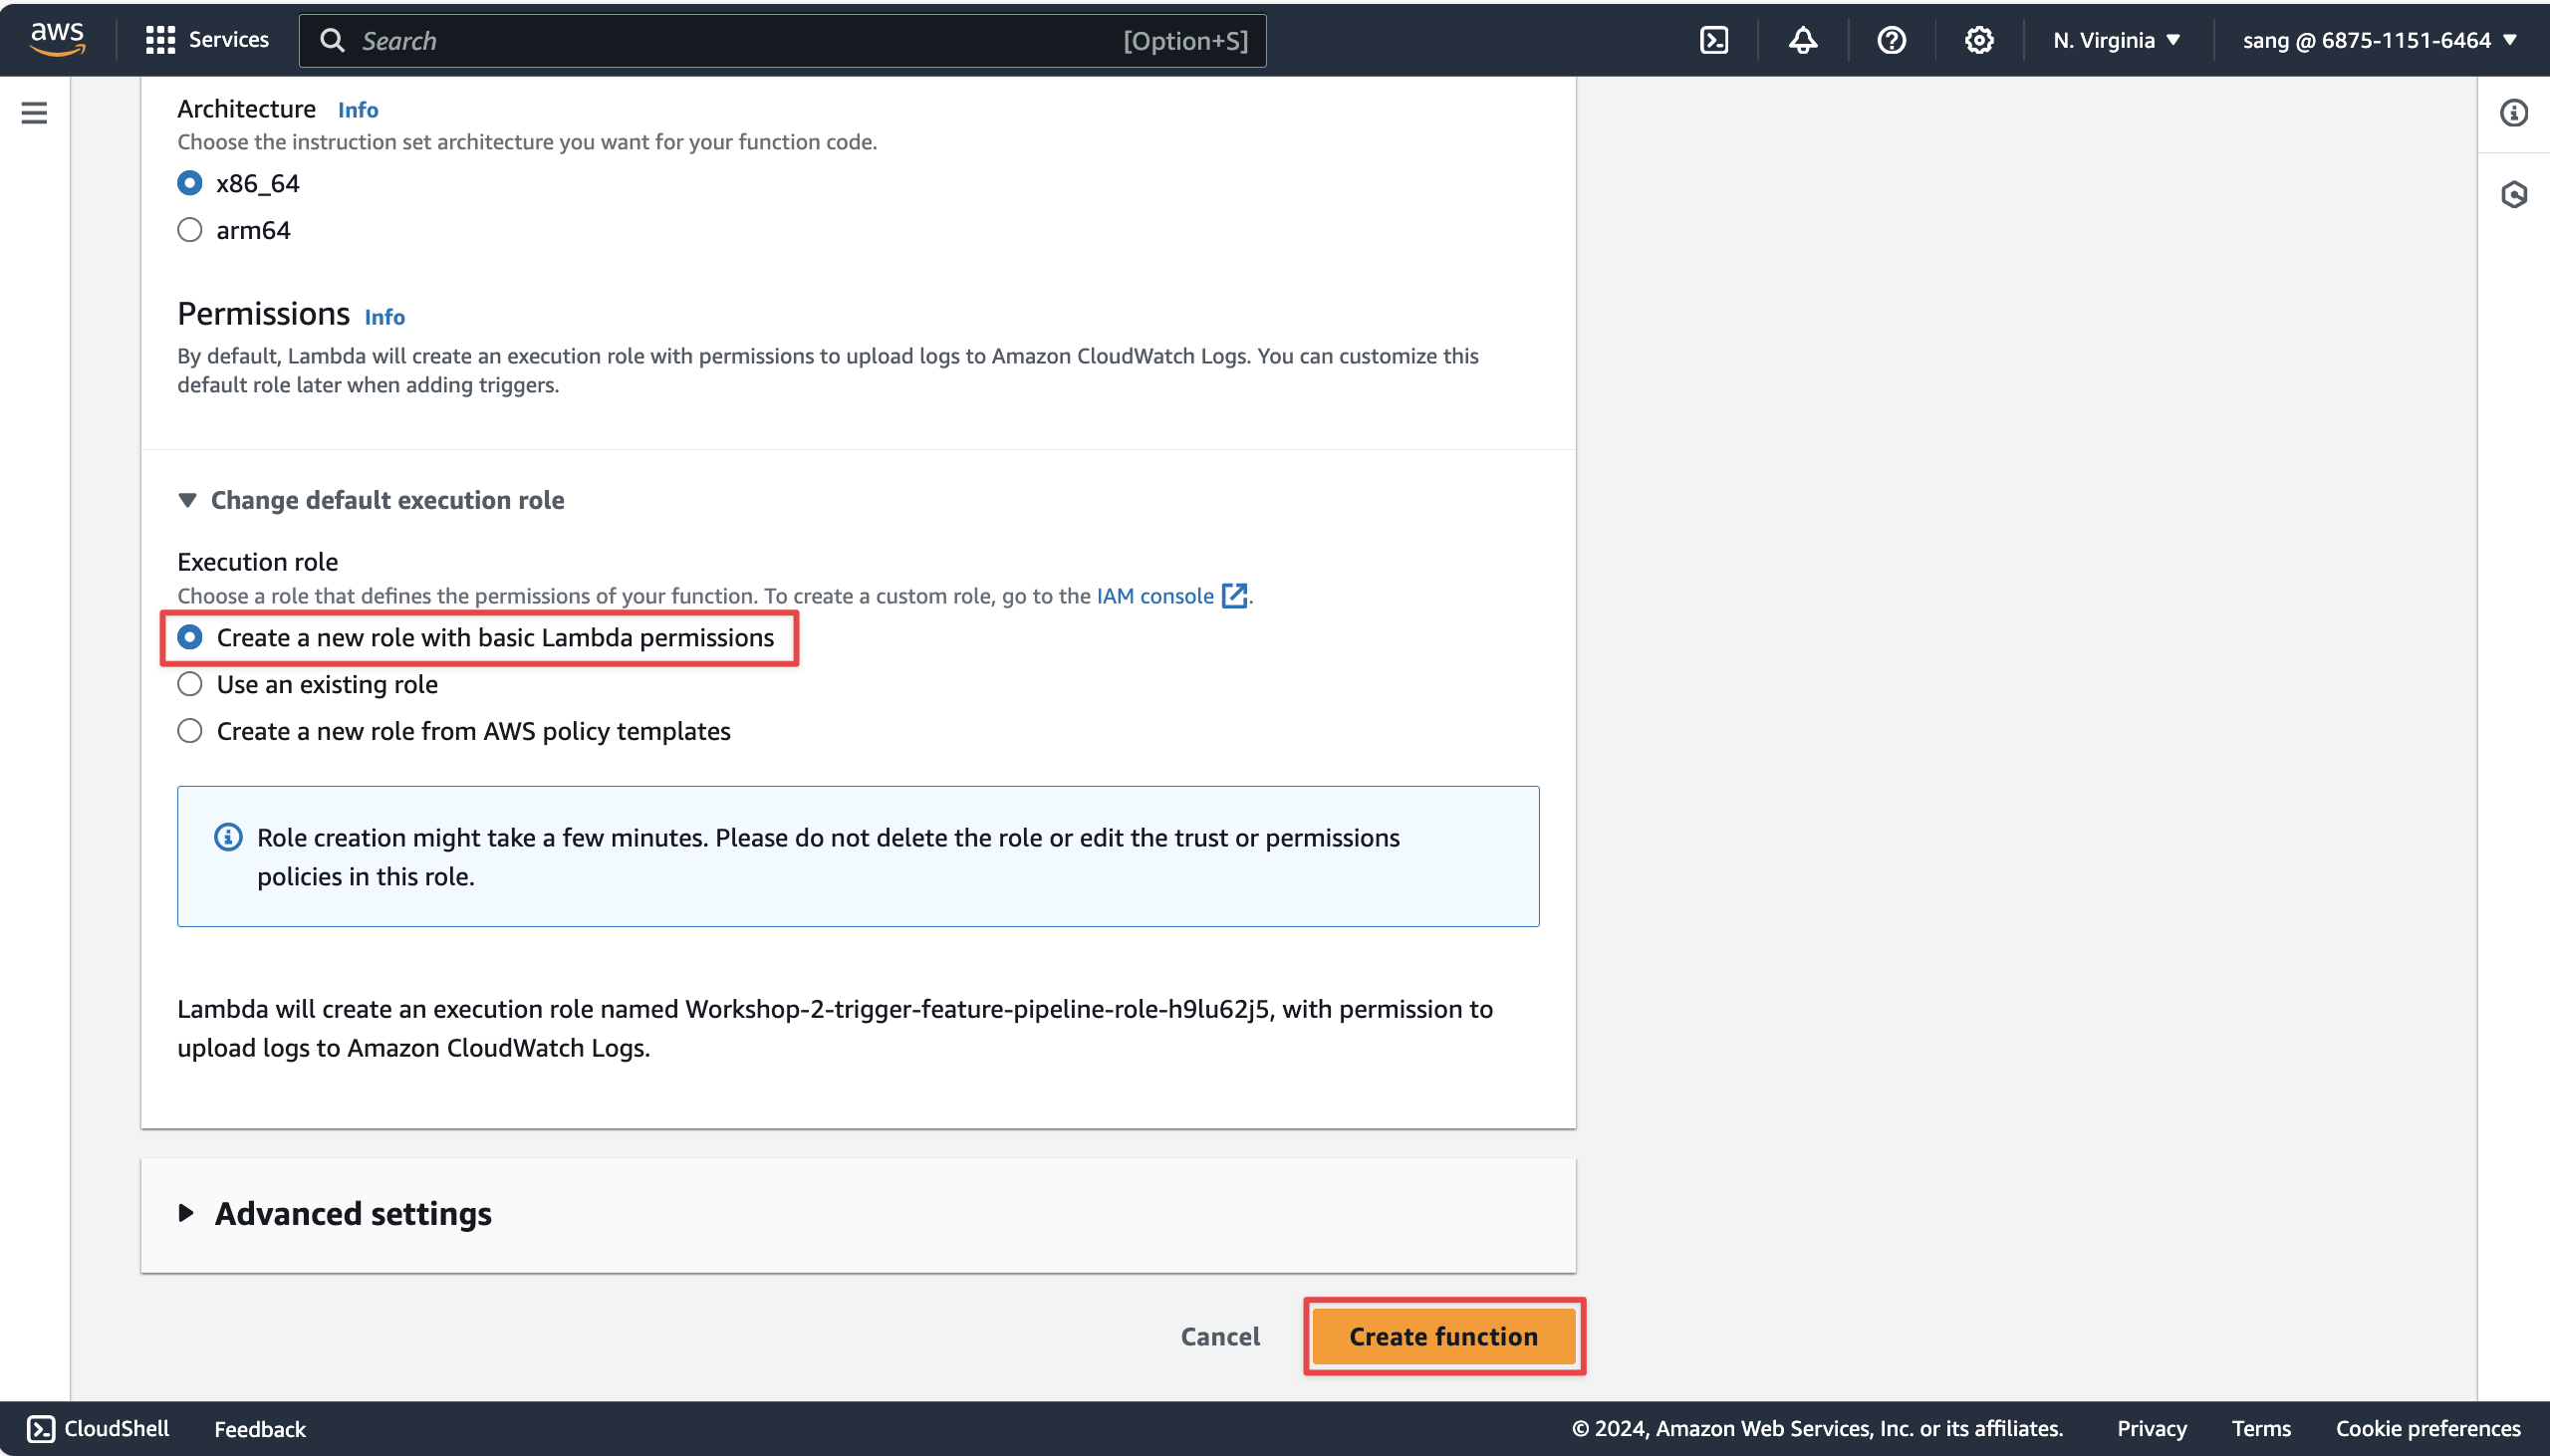 aws
Services
Search
[Option+S]
N. Virginia
sang @ 6875-1151-6464
Architecture Info
Choose the instruction set architecture you want for your function code.
x86_64
arm64
Permissions Info
By default, Lambda will create an execution role with permissions to upload logs to Amazon CloudWatch Logs. You can customize this
default role later when adding triggers.
Change default execution role
Execution role
Choose a role that defines the permissions of your function. To create a custom role, go to the IAM console.
Create a new role with basic Lambda permissions
Use an existing role
Create a new role from AWS policy templates
Role creation might take a few minutes. Please do not delete the role or edit the trust or permissions
policies in this role.
Lambda will create an execution role named Workshop-2-trigger-feature-pipeline-role-h9lu62j5, with permission to
upload logs to Amazon CloudWatch Logs.
Advanced settings
Cancel
Create function
CloudShell
Feedback
© 2024, Amazon Web Services, Inc. or its affiliates.
Privacy
Terms
Cookie preferences